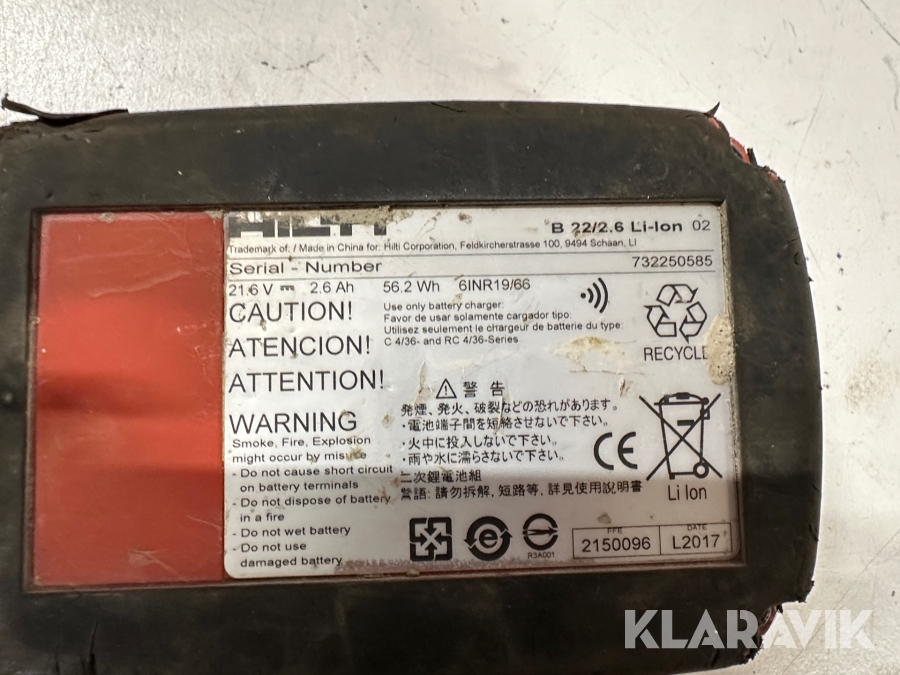 HILTI
B 22/2.6 Li-Ion 02
Trademark of: / Made in China for: Hilti Corporation, Feldkircherstrasse 100, 9494 Schaan, LI
Serial - Number 732250585
21.6 V ⎓ 2.6 Ah 56.2 Wh 6INR19/66
CAUTION!
ATENCION!
ATTENTION!
Use only battery charger:
Favor de usar solamente cargador tipo:
Utilisez seulement le chargeur de batterie du type:
C 4/36- and RC 4/36-Series
RECYCLE
WARNING
Smoke, Fire, Explosion
might occur by misuse
- Do not cause short circuit
on battery terminals
- Do not dispose of battery
in a fire
- Do not wet battery
- Do not use
damaged battery
⚠ 警告
発煙、発火、破裂などの恐れがあります。
・電池端子間を短絡させないで下さい。
・火中に投入しないで下さい。
・雨や水に濡らさないで下さい。
二次鋰電池組
警語: 請勿拆解, 短路等, 詳見使用說明書
CE
Li Ion
R3A001
PFE
2150096
DATE
L2017
KLARAVIK